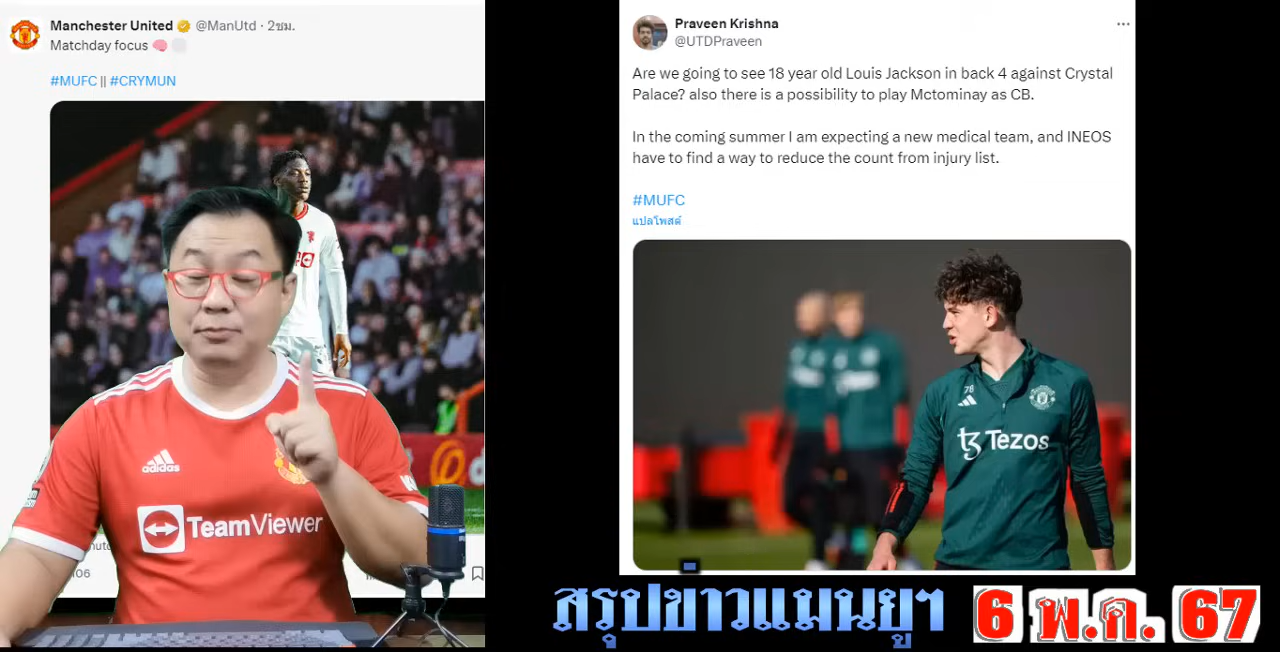 Manchester United @ManUtd · 2ชม.
Matchday focus
#MUFC || #CRYMUN
adidas
TeamViewer
Praveen Krishna
@UTDPraveen
Are we going to see 18 year old Louis Jackson in back 4 against Crystal
Palace? also there is a possibility to play Mctominay as CB.
In the coming summer I am expecting a new medical team, and INEOS
have to find a way to reduce the count from injury list.
#MUFC
แปลโพสต์
78
Tezos
สรุปข่าวแมนยูฯ 6 พ.ค. 67